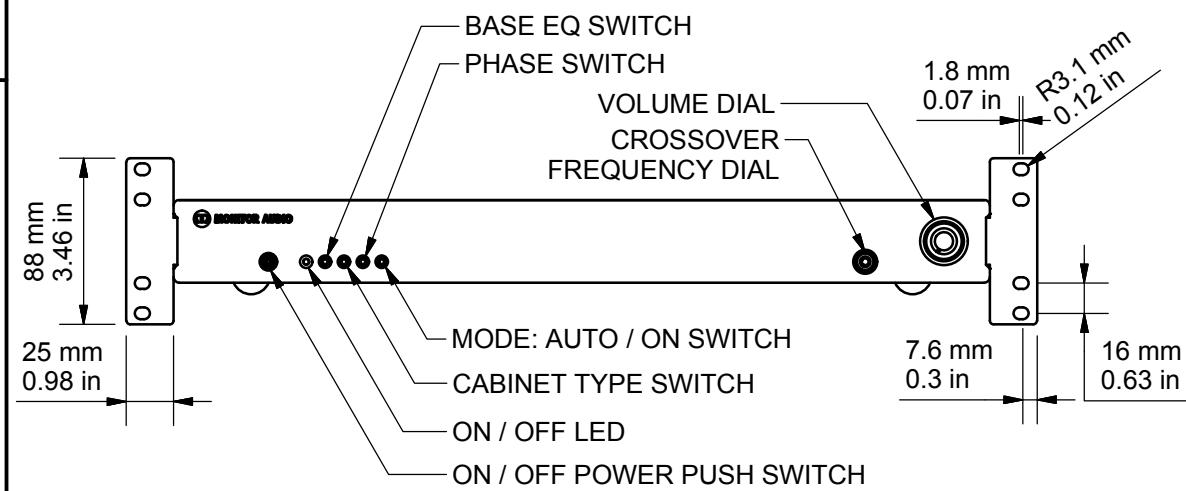 BASE EQ SWITCH
PHASE SWITCH
VOLUME DIAL
CROSSOVER
FREQUENCY DIAL
1.8 mm
0.07 in
R3.1 mm
0.12 in
88 mm
3.46 in
MONITOR AUDIO
MODE: AUTO / ON SWITCH
CABINET TYPE SWITCH
ON / OFF LED
ON / OFF POWER PUSH SWITCH
25 mm
0.98 in
7.6 mm
0.3 in
16 mm
0.63 in